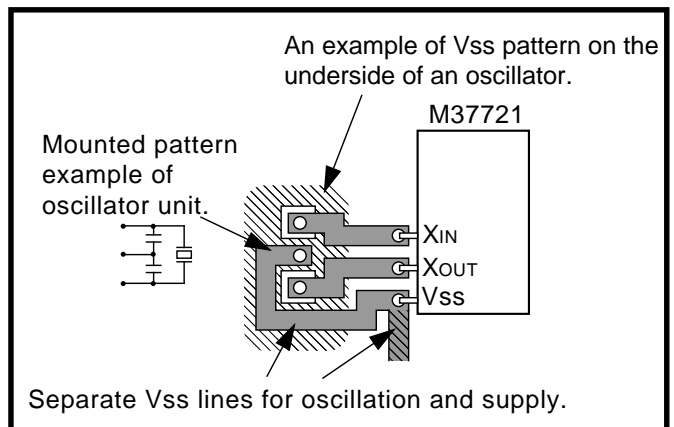 An example of Vss pattern on the
underside of an oscillator.
M37721
Mounted pattern
example of
oscillator unit.
XIN
XOUT
Vss
Separate Vss lines for oscillation and supply.